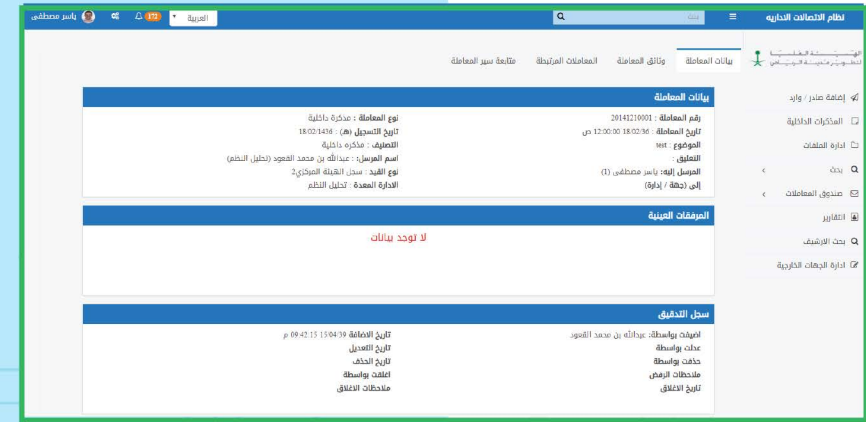 نظام الاتصالات الادارية
بحث
العربية
172
ياسر مصطفى
بيانات المعاملة
وثائق المعاملة
المعاملات المرتبطة
متابعة سير المعاملة
إضافة صادر / وارد
المذكرات الداخلية
ادارة الملفات
بحث
صندوق المعاملات
التقارير
بحث الارشيف
ادارة الجهات الخارجية
بيانات المعاملة
رقم المعاملة : 20141210001
نوع المعاملة : مذكرة داخلية
تاريخ المعاملة : 18/02/36 12:00:00 ص
تاريخ التسجيل (هـ) : 18/02/1436
الموضوع : test
التصنيف : مذكره داخلية
التعليق :
اسم المرسل: : عبدالله بن محمد القعود (تحليل النظم)
المرسل إليه: ياسر مصطفى (1)
نوع القيد : سجل الهيئة المركزي2
إلى (جهة / إدارة)
الادارة المعدة : تحليل النظم
المرفقات العينية
لا توجد بيانات
سجل التدقيق
اضيفت بواسطة: عبدالله بن محمد القعود
تاريخ الاضافة 15/04/39 09:42:15 م
عدلت بواسطة
تاريخ التعديل
حذفت بواسطة
تاريخ الحذف
ملاحظات الرفض
اغلقت بواسطة
تاريخ الاغلاق
ملاحظات الاغلاق